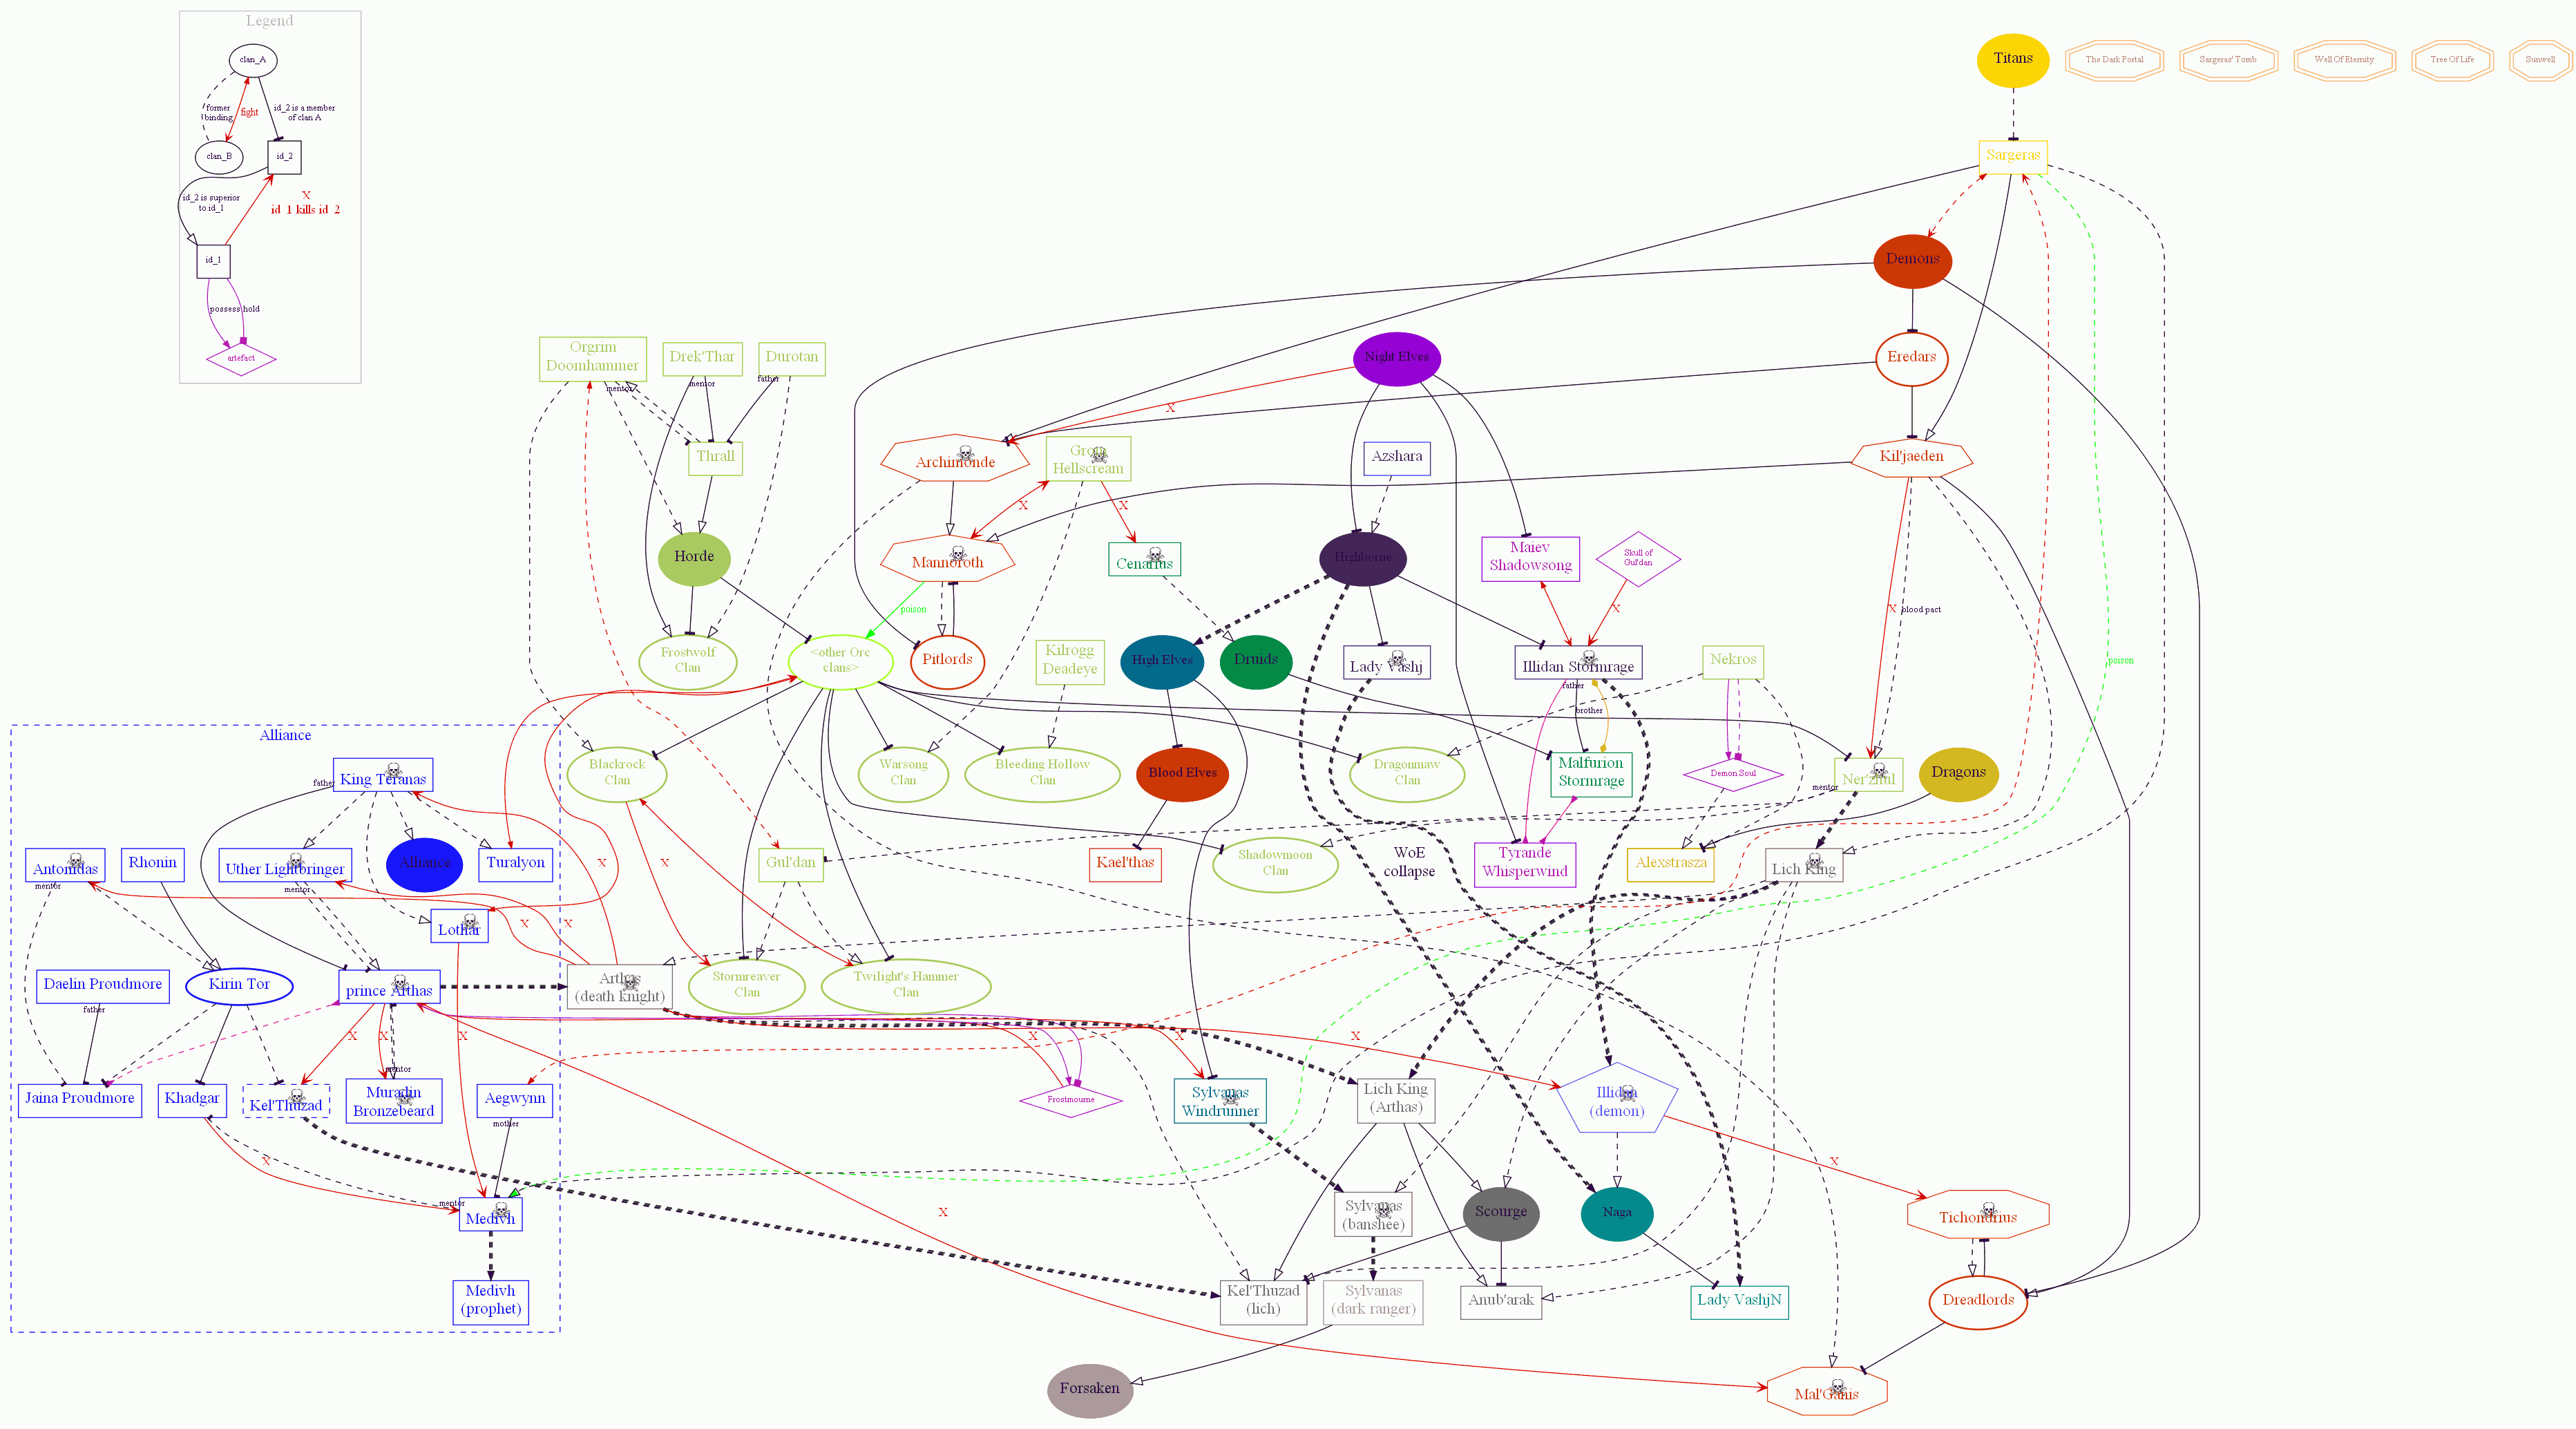 Legend
clan_A
former
binding
fight
id_2 is a member
of clan A
clan_B
id_2
id_2 is superior
to id_1
X
id_1 kills id_2
id_1
possess
hold
artefact
Titans
The Dark Portal
Sargeras' Tomb
Well Of Eternity
Tree Of Life
Sunwell
Sargeras
Demons
Orgrim
Doomhammer
Drek'Thar
Durotan
Night Elves
Eredars
mentor
mentor
father
X
Thrall
Archimonde
Grom
Hellscream
Azshara
Kil'jaeden
X
X
Horde
Mannoroth
Cenarius
Highborne
Maiev
Shadowsong
Skull of
Gul'dan
poison
X
X
blood pact
Frostwolf
Clan
<other Orc
clans>
Pitlords
Kilrogg
Deadeye
High Elves
Druids
Lady Vashj
Illidan Stormrage
Nekros
poison
father
brother
Alliance
King Teranas
father
Blackrock
Clan
Warsong
Clan
Bleeding Hollow
Clan
Blood Elves
Dragonmaw
Clan
Malfurion
Stormrage
Demon Soul
Ner'zhul
mentor
Dragons
Antonidas
mentor
Rhonin
Uther Lightbringer
mentor
Alliance
Turalyon
X
X
Gul'dan
Kael'thas
Shadowmoon
Clan
WoE
collapse
Tyrande
Whisperwind
Alexstrasza
Lich King
Lothar
X
X
Daelin Proudmore
father
Kirin Tor
prince Arthas
Arthas
(death knight)
Stormreaver
Clan
Twilight's Hammer
Clan
X
X
X
X
X
X
mentor
Jaina Proudmore
Khadgar
Kel'Thuzad
Muradin
Bronzebeard
Aegwynn
mother
Frostmourne
Sylvanas
Windrunner
Lich King
(Arthas)
Illidan
(demon)
X
X
mentor
Medivh
X
Sylvanas
(banshee)
Scourge
Naga
Tichondrius
Medivh
(prophet)
Kel'Thuzad
(lich)
Sylvanas
(dark ranger)
Anub'arak
Lady VashjN
Dreadlords
Forsaken
Mal'Ganis